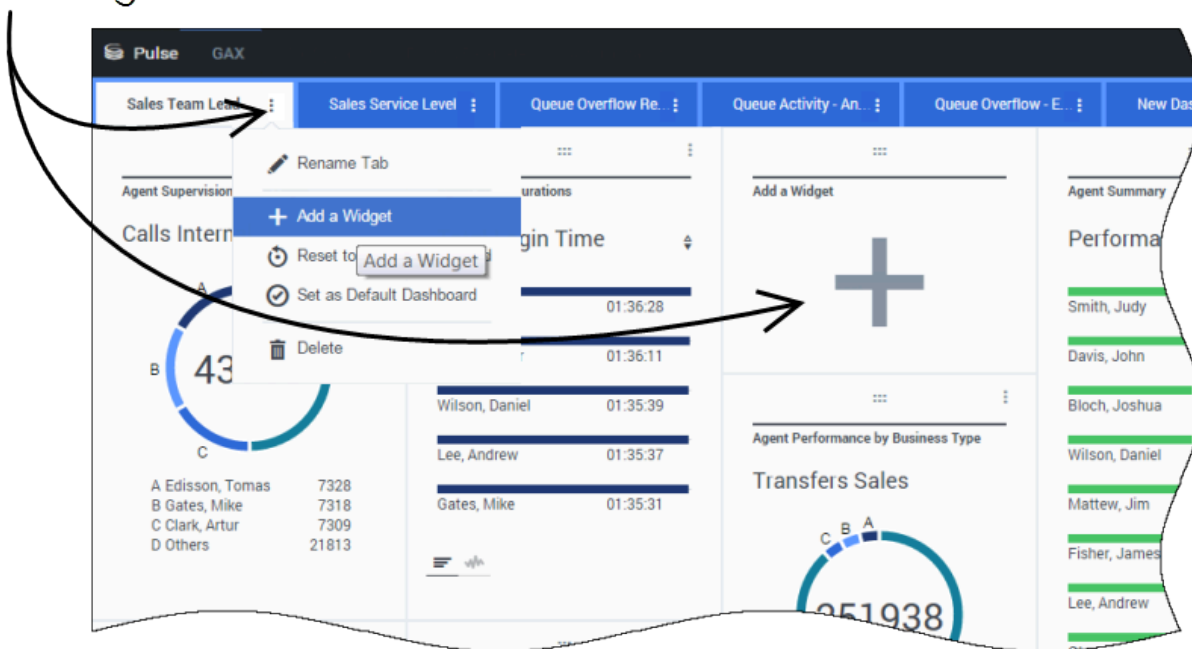 Pulse GAX
Sales Team Lead
Sales Service Level
Queue Overflow Re...
Queue Activity - An...
Queue Overflow - E...
New Das
Rename Tab
Add a Widget
Reset to
Add a Widget
Set as Default Dashboard
Delete
Agent Supervision
Calls Intern
A
B
C
43
A Edisson, Tomas 7328
B Gates, Mike 7318
C Clark, Artur 7309
D Others 21813
urations
gin Time
01:36:28
01:36:11
Wilson, Daniel 01:35:39
Lee, Andrew 01:35:37
Gates, Mike 01:35:31
Add a Widget
Agent Performance by Business Type
Transfers Sales
C B A
351938
Agent Summary
Performa
Smith, Judy
Davis, John
Bloch, Joshua
Wilson, Daniel
Mattew, Jim
Fisher, James
Lee, Andrew